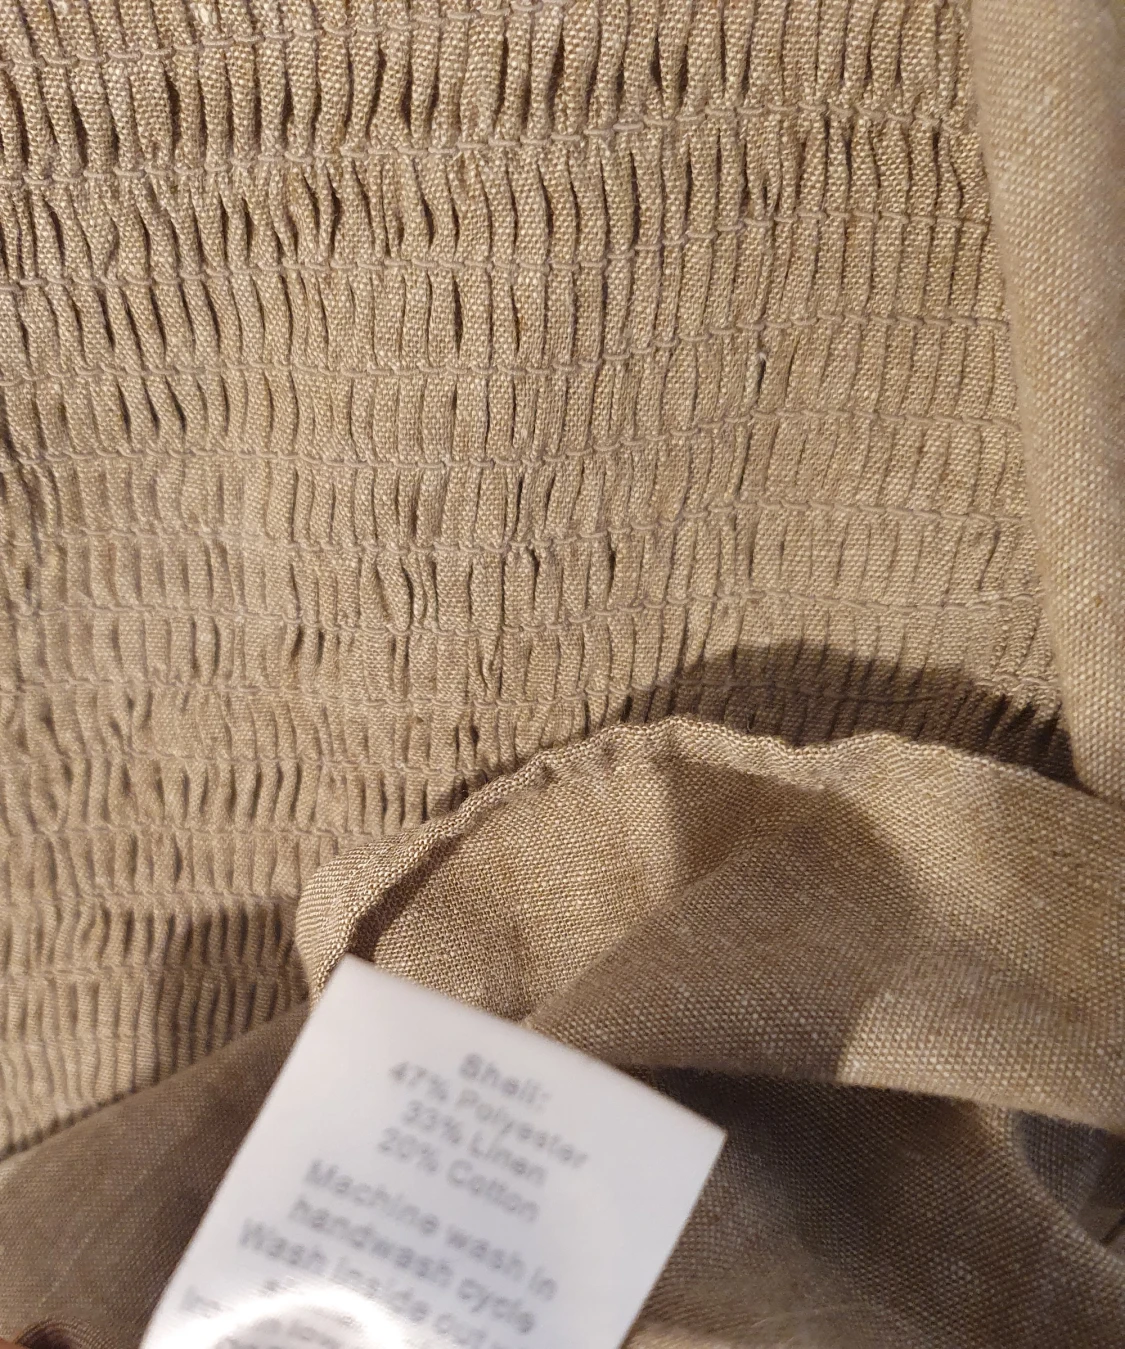 Shell:
47% Polyester
33% Linen
20% Cotton
Machine wash in
handwash cycle
Wash inside out